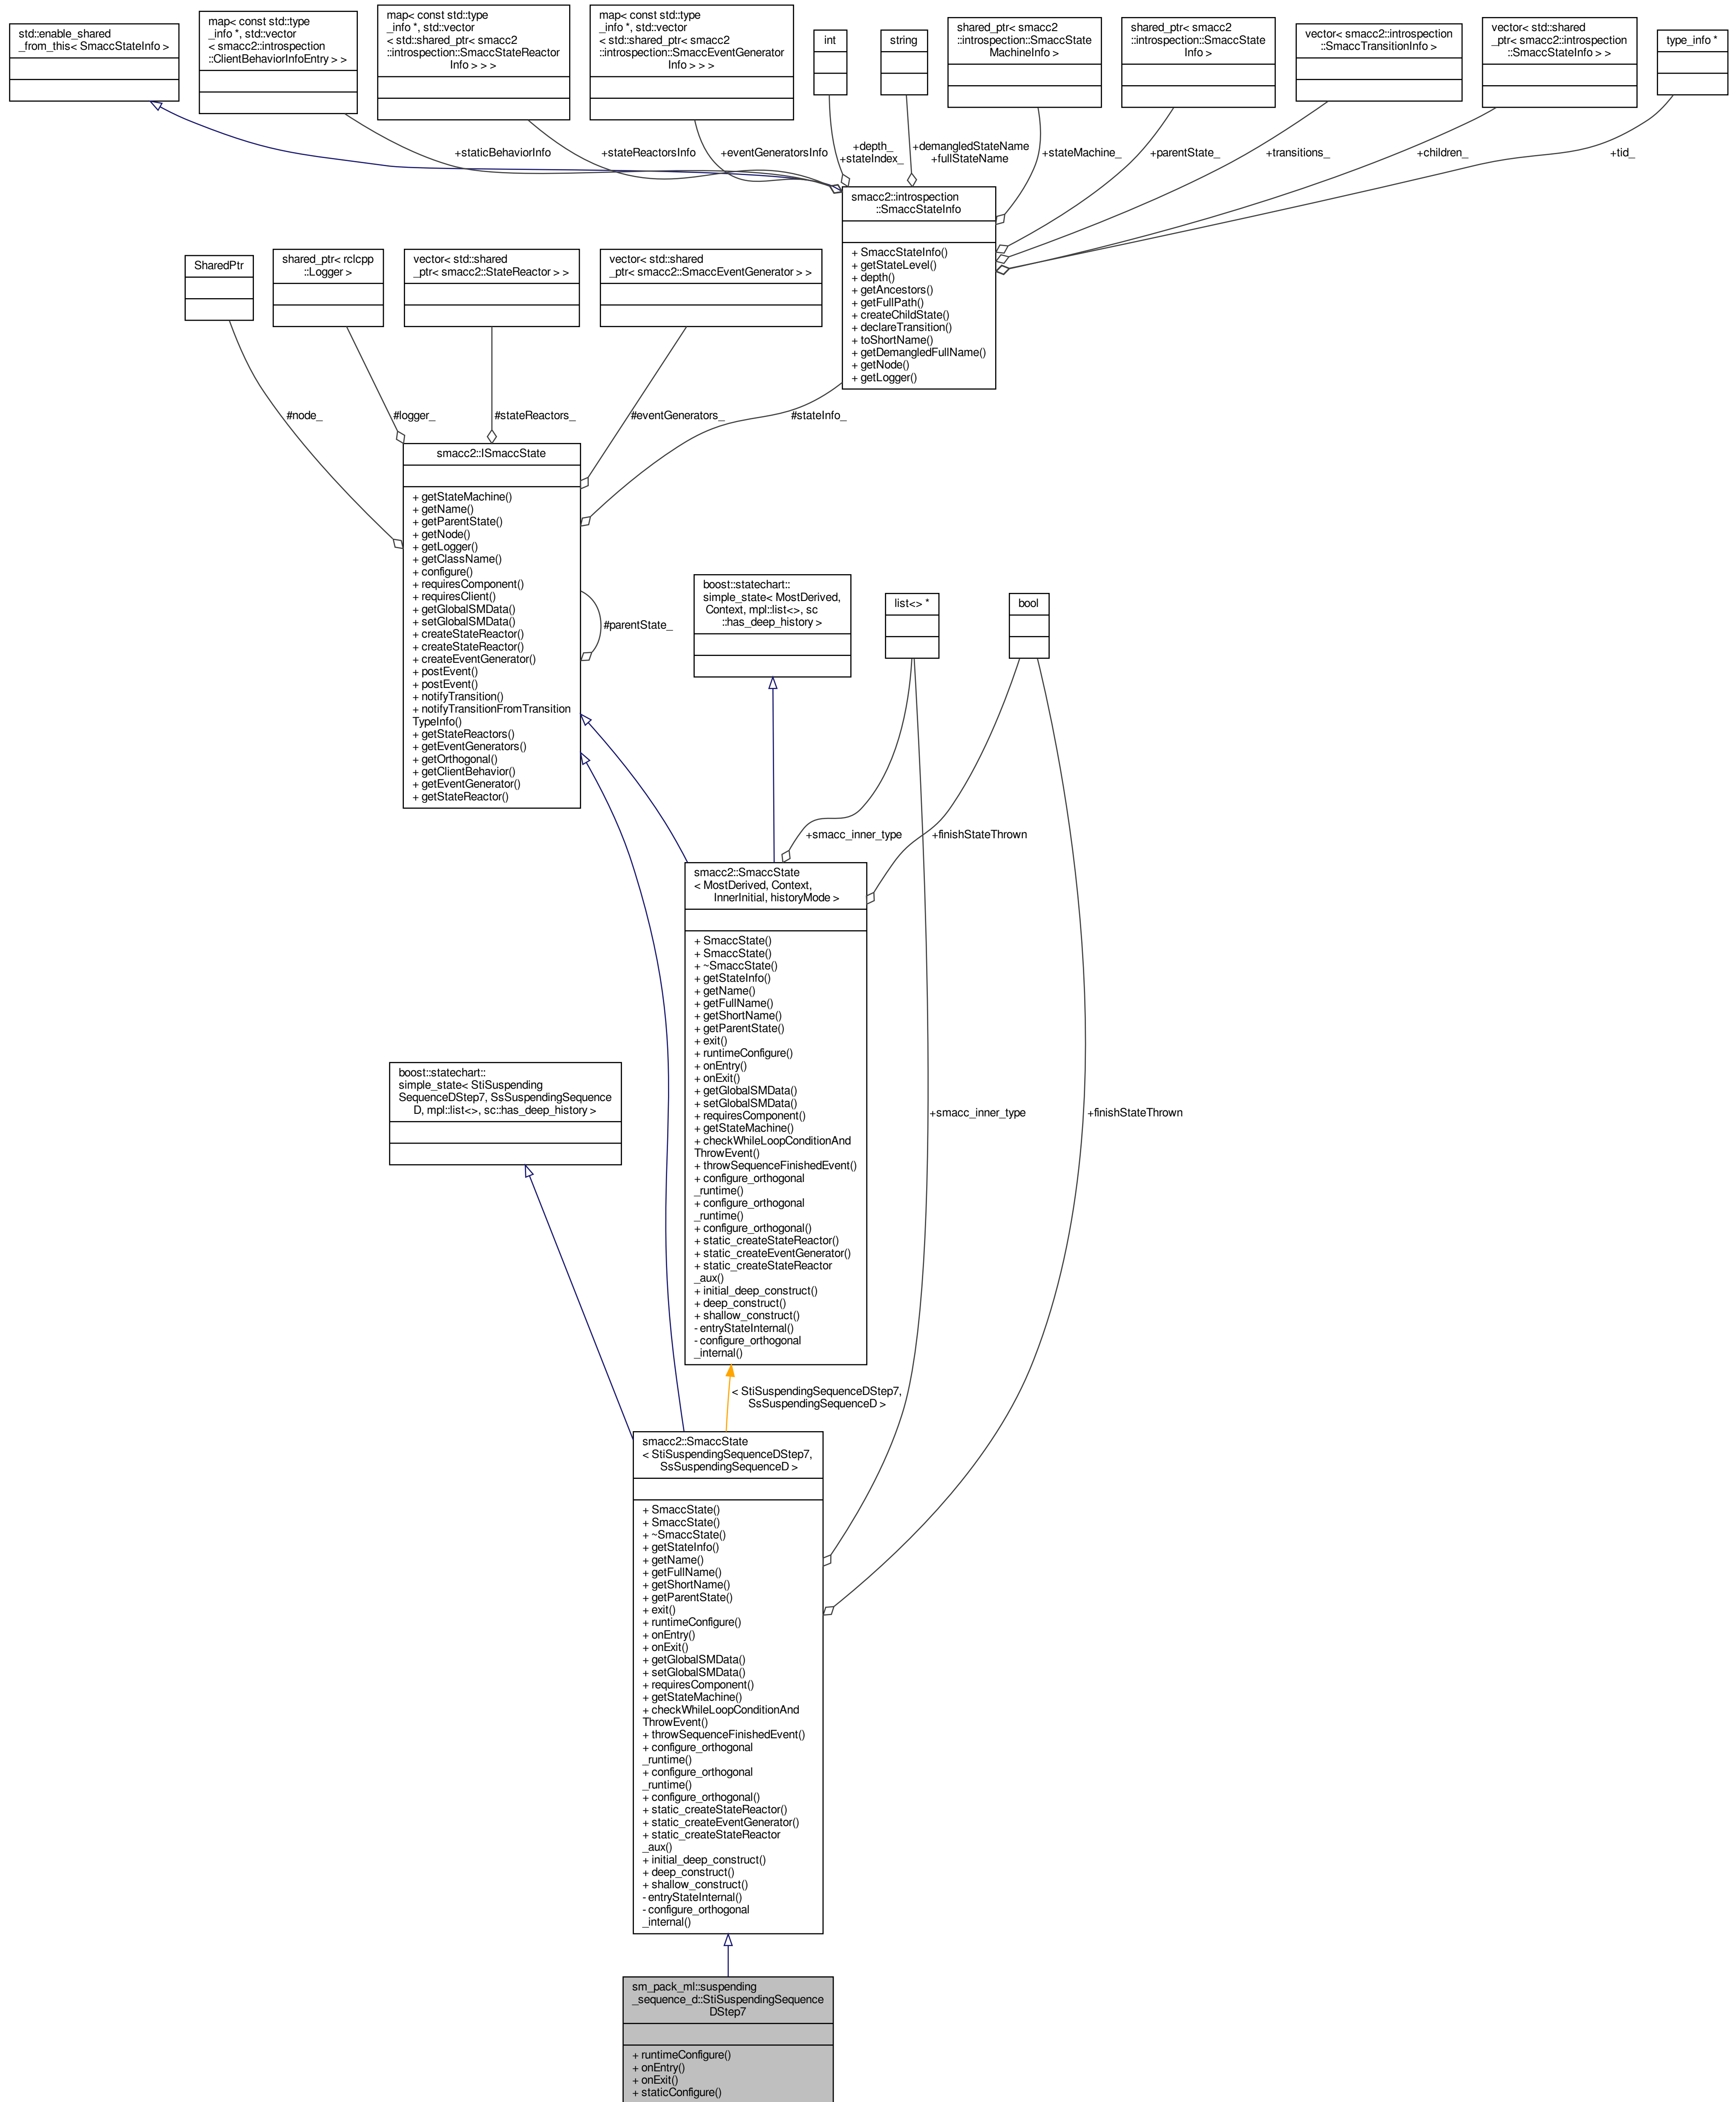 std::enable_shared
_from_this< SmaccStateInfo >
map< const std::type
_info *, std::vector
< smacc2::introspection
::ClientBehaviorInfoEntry > >
map< const std::type
_info *, std::vector
< std::shared_ptr< smacc2
::introspection::SmaccStateReactor
Info > > >
map< const std::type
_info *, std::vector
< std::shared_ptr< smacc2
::introspection::SmaccEventGenerator
Info > > >
int
string
shared_ptr< smacc2
::introspection::SmaccState
MachineInfo >
shared_ptr< smacc2
::introspection::SmaccState
Info >
vector< smacc2::introspection
::SmaccTransitionInfo >
vector< std::shared
_ptr< smacc2::introspection
::SmaccStateInfo > >
type_info *
+staticBehaviorInfo
+stateReactorsInfo
+eventGeneratorsInfo
+depth_
+stateIndex_
+demangledStateName
+fullStateName
+stateMachine_
+parentState_
+transitions_
+children_
+tid_
smacc2::introspection
::SmaccStateInfo
+ SmaccStateInfo()
+ getStateLevel()
+ depth()
+ getAncestors()
+ getFullPath()
+ createChildState()
+ declareTransition()
+ toShortName()
+ getDemangledFullName()
+ getNode()
+ getLogger()
SharedPtr
shared_ptr< rclcpp
::Logger >
vector< std::shared
_ptr< smacc2::StateReactor > >
vector< std::shared
_ptr< smacc2::SmaccEventGenerator > >
#node_
#logger_
#stateReactors_
#eventGenerators_
#stateInfo_
smacc2::ISmaccState
+ getStateMachine()
+ getName()
+ getParentState()
+ getNode()
+ getLogger()
+ getClassName()
+ configure()
+ requiresComponent()
+ requiresClient()
+ getGlobalSMData()
+ setGlobalSMData()
+ createStateReactor()
+ createStateReactor()
+ createEventGenerator()
+ postEvent()
+ postEvent()
+ notifyTransition()
+ notifyTransitionFromTransition
TypeInfo()
+ getStateReactors()
+ getEventGenerators()
+ getOrthogonal()
+ getClientBehavior()
+ getEventGenerator()
+ getStateReactor()
#parentState_
boost::statechart::
simple_state< MostDerived,
Context, mpl::list<>, sc
::has_deep_history >
list<> *
bool
+smacc_inner_type
+finishStateThrown
smacc2::SmaccState
< MostDerived, Context,
InnerInitial, historyMode >
+ SmaccState()
+ SmaccState()
+ ~SmaccState()
+ getStateInfo()
+ getName()
+ getFullName()
+ getShortName()
+ getParentState()
+ exit()
+ runtimeConfigure()
+ onEntry()
+ onExit()
+ getGlobalSMData()
+ setGlobalSMData()
+ requiresComponent()
+ getStateMachine()
+ checkWhileLoopConditionAnd
ThrowEvent()
+ throwSequenceFinishedEvent()
+ configure_orthogonal
_runtime()
+ configure_orthogonal
_runtime()
+ configure_orthogonal()
+ static_createStateReactor()
+ static_createEventGenerator()
+ static_createStateReactor
_aux()
+ initial_deep_construct()
+ deep_construct()
+ shallow_construct()
- entryStateInternal()
- configure_orthogonal
_internal()
boost::statechart::
simple_state< StiSuspending
SequenceDStep7, SsSuspendingSequence
D, mpl::list<>, sc::has_deep_history >
+smacc_inner_type
+finishStateThrown
< StiSuspendingSequenceDStep7,
SsSuspendingSequenceD >
smacc2::SmaccState
< StiSuspendingSequenceDStep7,
SsSuspendingSequenceD >
+ SmaccState()
+ SmaccState()
+ ~SmaccState()
+ getStateInfo()
+ getName()
+ getFullName()
+ getShortName()
+ getParentState()
+ exit()
+ runtimeConfigure()
+ onEntry()
+ onExit()
+ getGlobalSMData()
+ setGlobalSMData()
+ requiresComponent()
+ getStateMachine()
+ checkWhileLoopConditionAnd
ThrowEvent()
+ throwSequenceFinishedEvent()
+ configure_orthogonal
_runtime()
+ configure_orthogonal
_runtime()
+ configure_orthogonal()
+ static_createStateReactor()
+ static_createEventGenerator()
+ static_createStateReactor
_aux()
+ initial_deep_construct()
+ deep_construct()
+ shallow_construct()
- entryStateInternal()
- configure_orthogonal
_internal()
sm_pack_ml::suspending
_sequence_d::StiSuspendingSequence
DStep7
+ runtimeConfigure()
+ onEntry()
+ onExit()
+ staticConfigure()